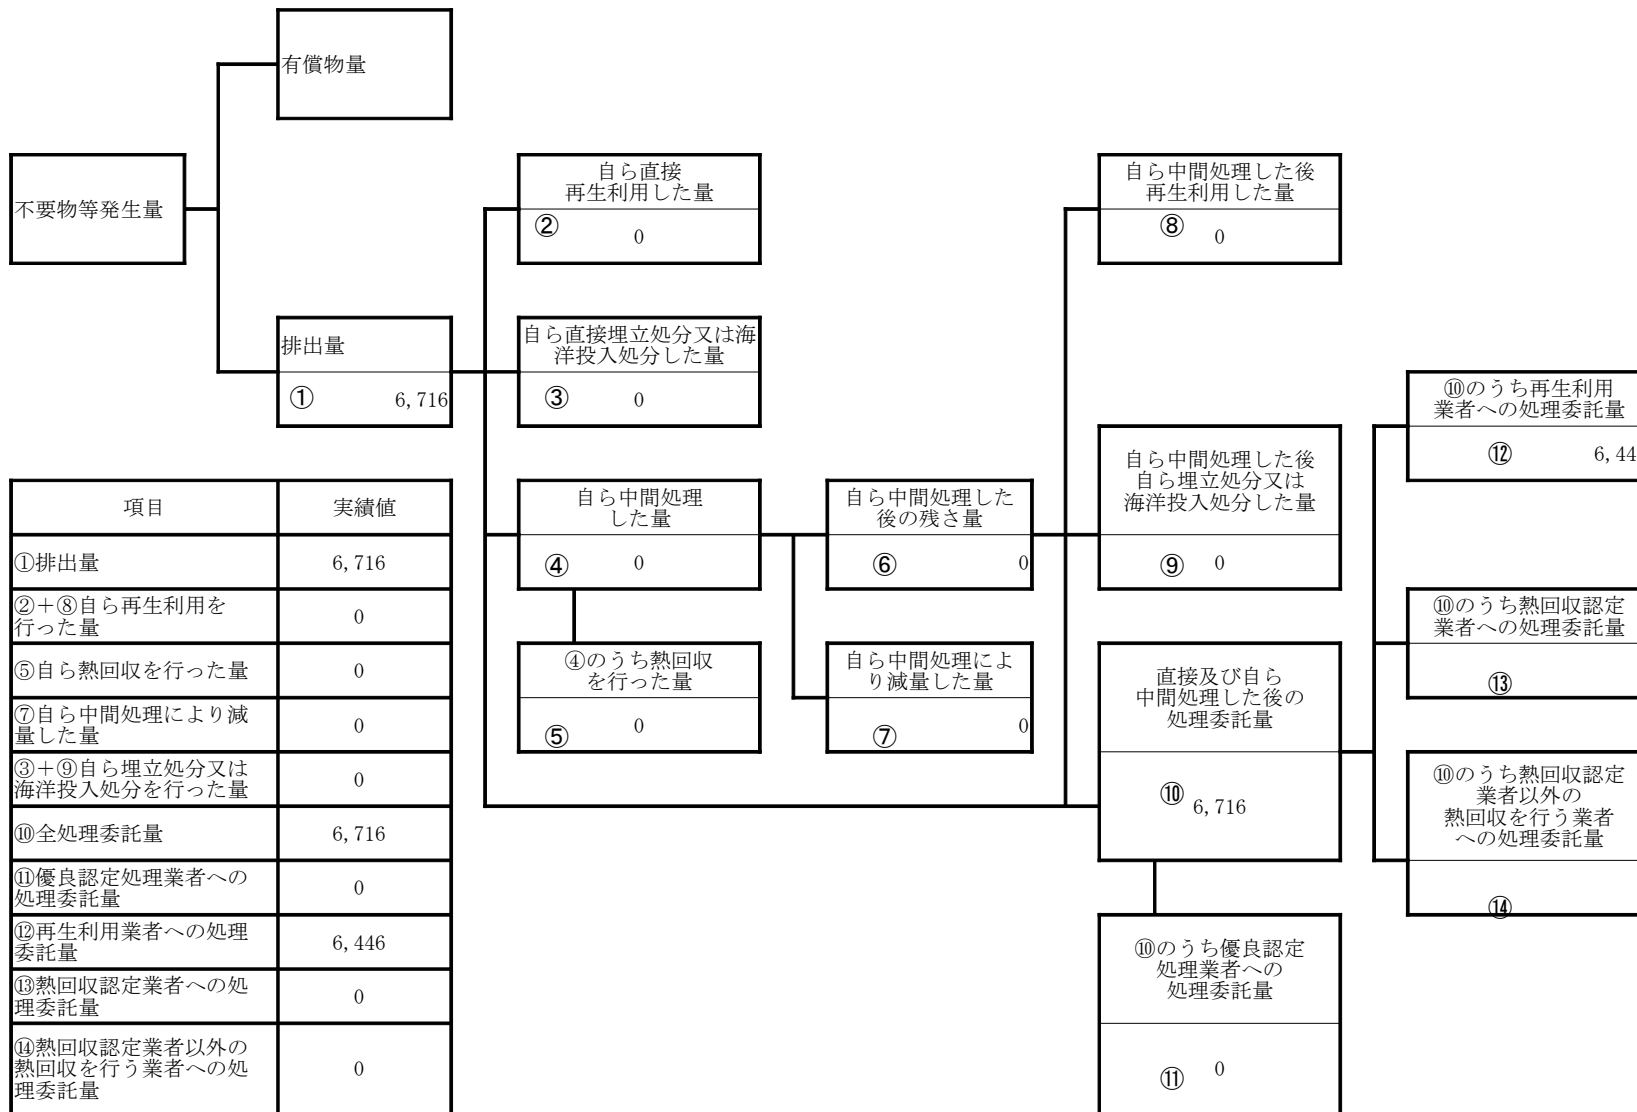 有償物量
不要物等発生量
排出量
① 6,716
自ら直接
再生利用した量
② 0
自ら直接埋立処分又は海
洋投入処分した量
③ 0
自ら中間処理
した量
④ 0
④のうち熱回収
を行った量
⑤ 0
自ら中間処理した
後の残さ量
⑥ 0
自ら中間処理によ
り減量した量
⑦ 0
自ら中間処理した後
再生利用した量
⑧ 0
自ら中間処理した後
自ら埋立処分又は
海洋投入処分した量
⑨ 0
直接及び自ら
中間処理した後の
処理委託量
⑩ 6,716
⑩のうち優良認定
処理業者への
処理委託量
⑪ 0
⑩のうち再生利用
業者への処理委託量
⑫ 6,44
⑩のうち熱回収認定
業者への処理委託量
⑬
⑩のうち熱回収認定
業者以外の
熱回収を行う業者
への処理委託量
⑭
項目 実績値
①排出量 6,716
②+⑧自ら再生利用を
行った量 0
⑤自ら熱回収を行った量 0
⑦自ら中間処理により減
量した量 0
③+⑨自ら埋立処分又は
海洋投入処分を行った量 0
⑩全処理委託量 6,716
⑪優良認定処理業者への
処理委託量 0
⑫再生利用業者への処理
委託量 6,446
⑬熱回収認定業者への処
理委託量 0
⑭熱回収認定業者以外の
熱回収を行う業者への処
理委託量 0